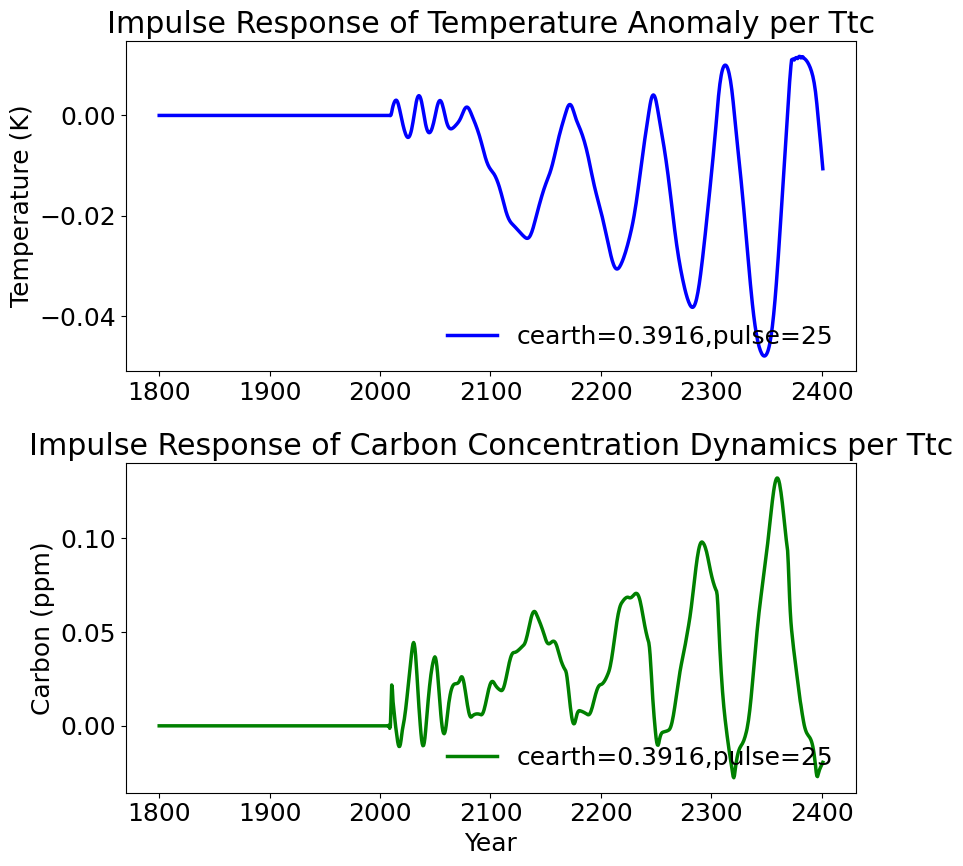 Impulse Response of Temperature Anomaly per Ttc
Temperature (K)
0.00
−0.02
−0.04
cearth=0.3916,pulse=25
1800 1900 2000 2100 2200 2300 2400
Impulse Response of Carbon Concentration Dynamics per Ttc
Carbon (ppm)
0.10
0.05
0.00
cearth=0.3916,pulse=25
1800 1900 2000 2100 2200 2300 2400
Year